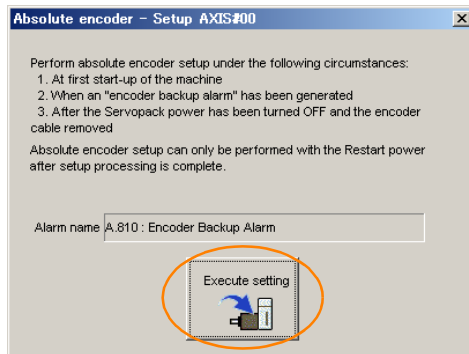 Absolute encoder - Setup AXIS#00
Perform absolute encoder setup under the following circumstances:
1. At first start-up of the machine
2. When an "encoder backup alarm" has been generated
3. After the Servopack power has been turned OFF and the encoder
cable removed
Absolute encoder setup can only be performed with the Restart power
after setup processing is complete.
Alarm name A.810 : Encoder Backup Alarm
Execute setting